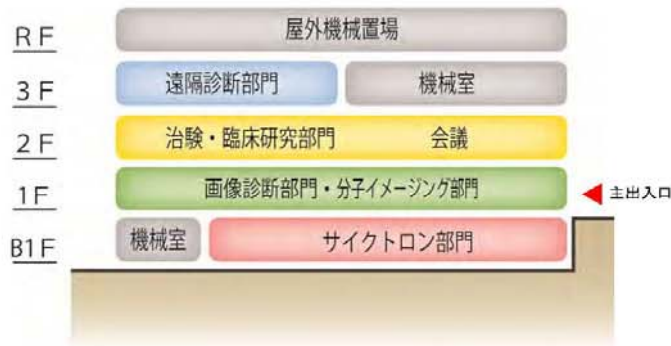 RF 屋外機械置場
3F 遠隔診断部門 機械室
2F 治験・臨床研究部門 会議
1F 画像診断部門・分子イメージング部門 主出入口
B1F 機械室 サイクトロン部門